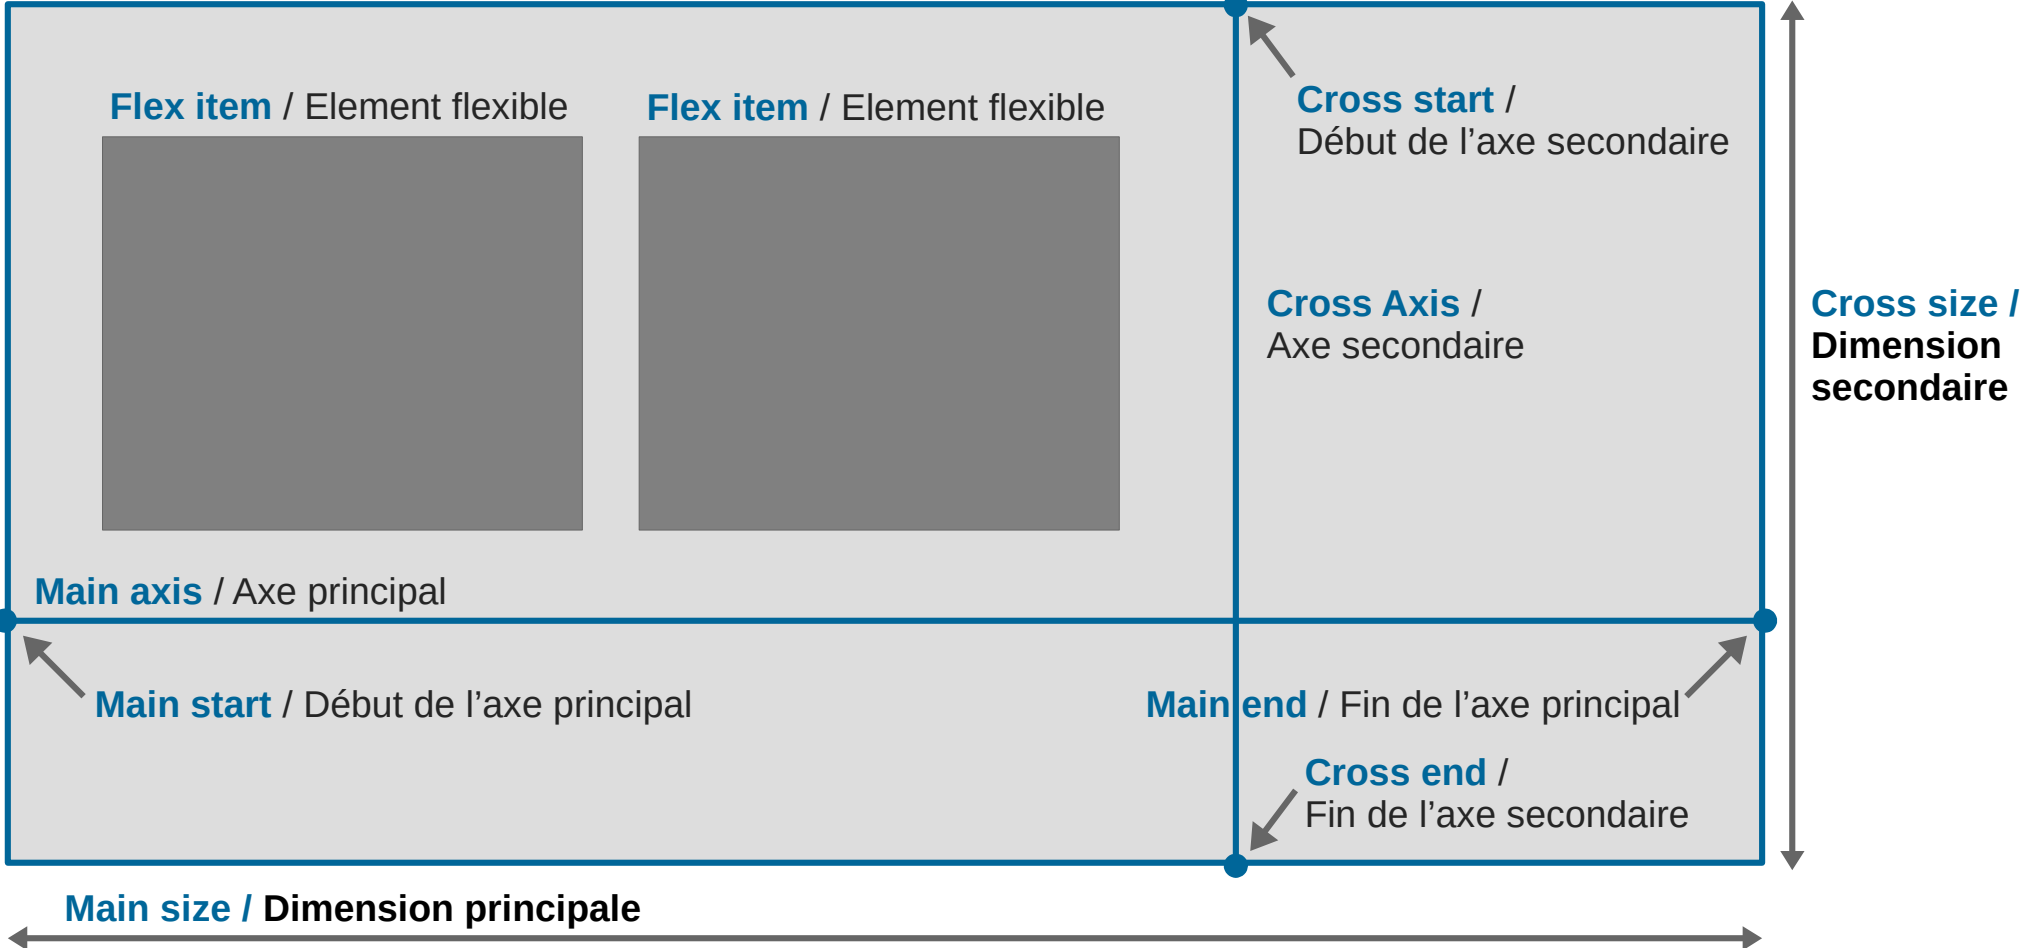 Flex item / Element flexible
Flex item / Element flexible
Cross start /
Début de l’axe secondaire
Cross Axis /
Axe secondaire
Cross size /
Dimension
secondaire
Main axis / Axe principal
Main start / Début de l’axe principal
Main end / Fin de l’axe principal
Cross end /
Fin de l’axe secondaire
Main size / Dimension principale